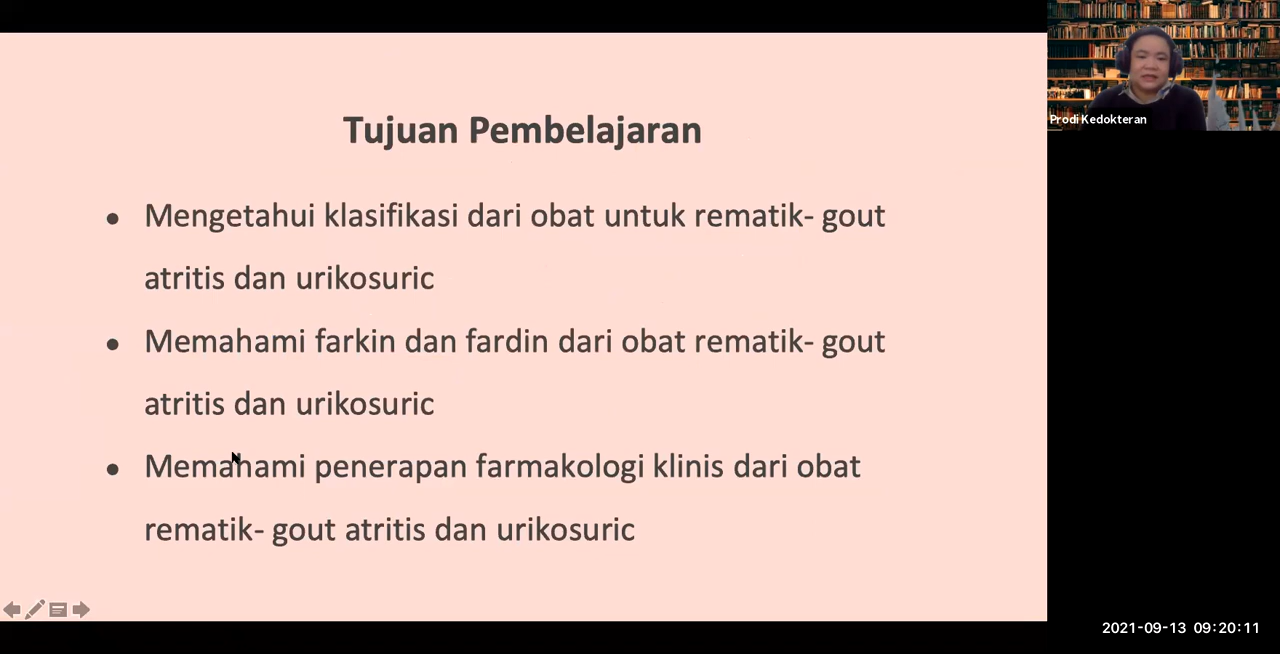 Tujuan Pembelajaran
● Mengetahui klasifikasi dari obat untuk rematik- gout
atritis dan urikosuric
● Memahami farkin dan fardin dari obat rematik- gout
atritis dan urikosuric
● Memahami penerapan farmakologi klinis dari obat
rematik- gout atritis dan urikosuric
Prodi Kedokteran
2021-09-13 09:20:11